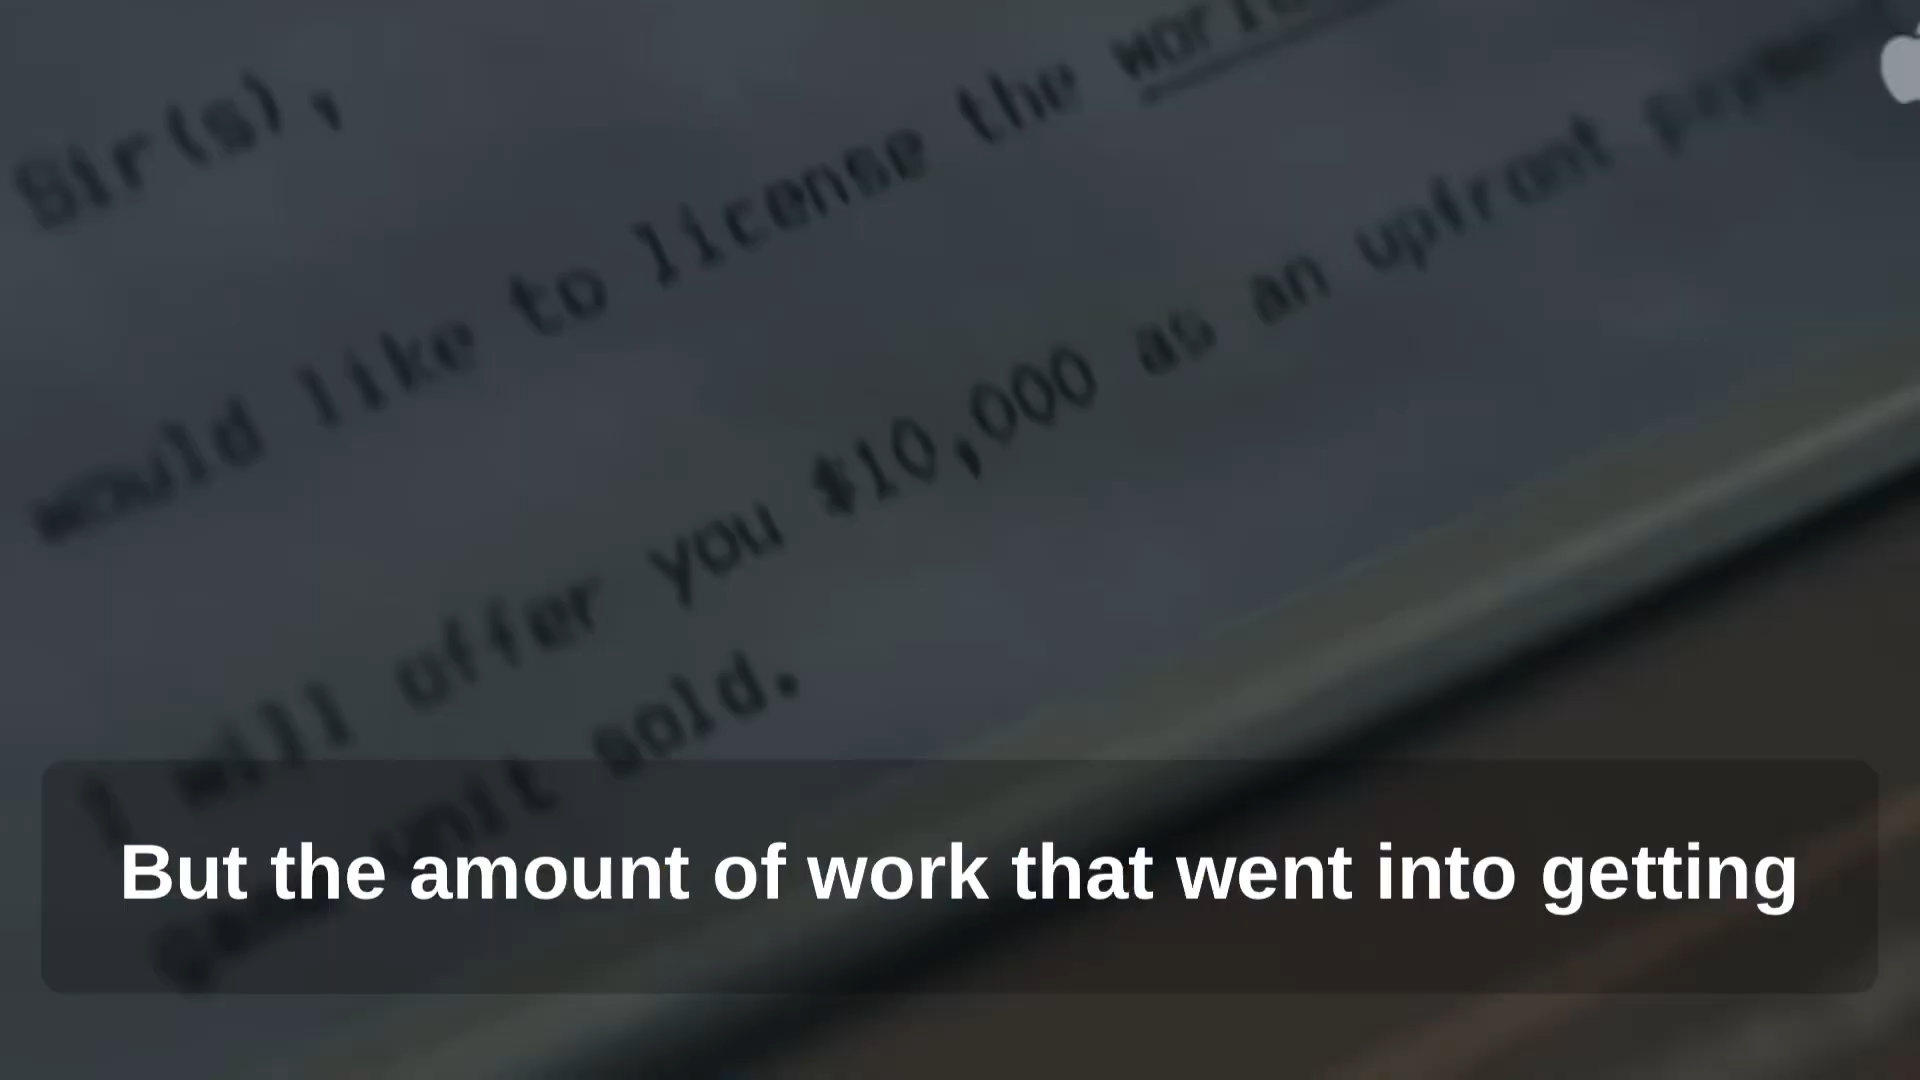 Sir(s),
would like to license the
I will offer you $10,000 as an upfront
game unit sold.
But the amount of work that went into getting